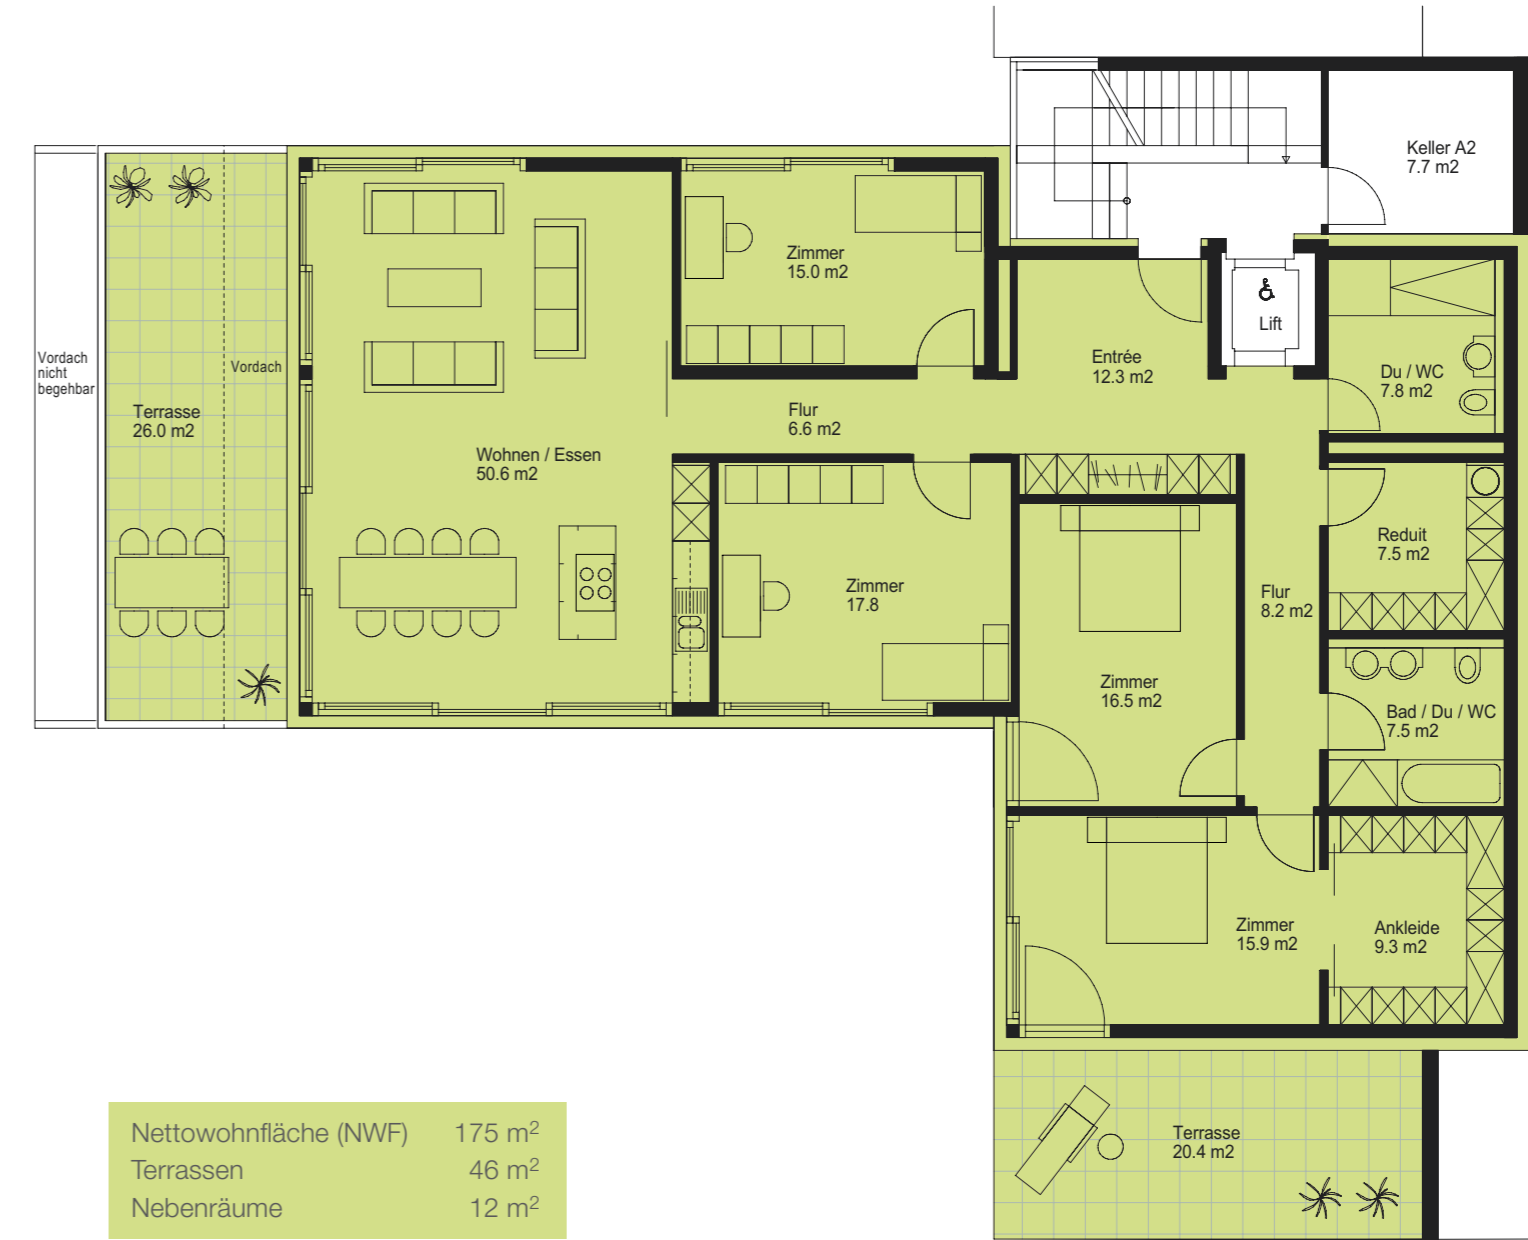 Keller A2
7.7 m2
Zimmer
15.0 m2
Lift
Entrée
12.3 m2
Du / WC
7.8 m2
Vordach
nicht
begehbar
Vordach
Terrasse
26.0 m2
Flur
6.6 m2
Wohnen / Essen
50.6 m2
Reduit
7.5 m2
Zimmer
17.8
Flur
8.2 m2
Zimmer
16.5 m2
Bad / Du / WC
7.5 m2
Zimmer
15.9 m2
Ankleide
9.3 m2
Terrasse
20.4 m2
Nettowohnfläche (NWF) 175 m²
Terrassen 46 m²
Nebenräume 12 m²